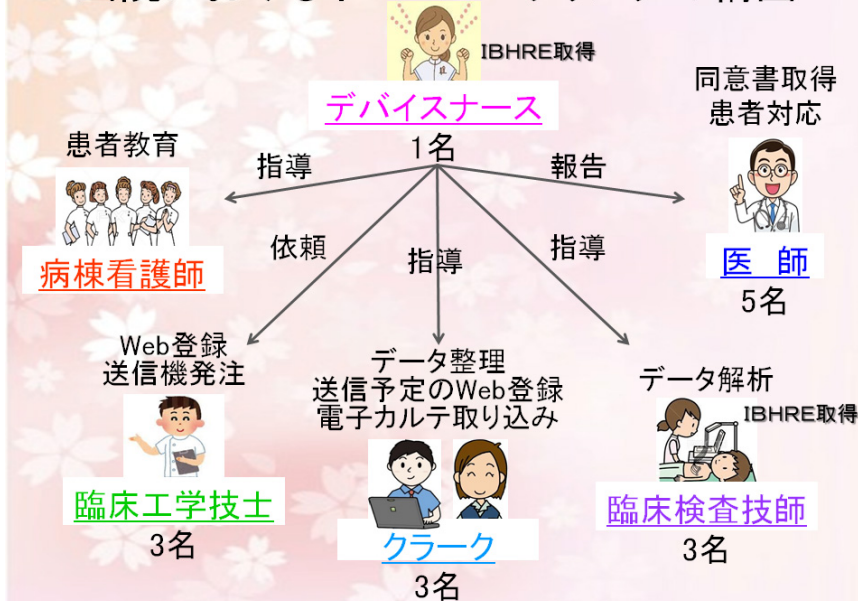 IBHRE取得
デバイスナース
1名
同意書取得
患者対応
医 師
5名
患者教育
病棟看護師
指導
報告
依頼
指導
指導
Web登録
送信機発注
臨床工学技士
3名
データ整理
送信予定のWeb登録
電子カルテ取り込み
クラーク
3名
データ解析
IBHRE取得
臨床検査技師
3名